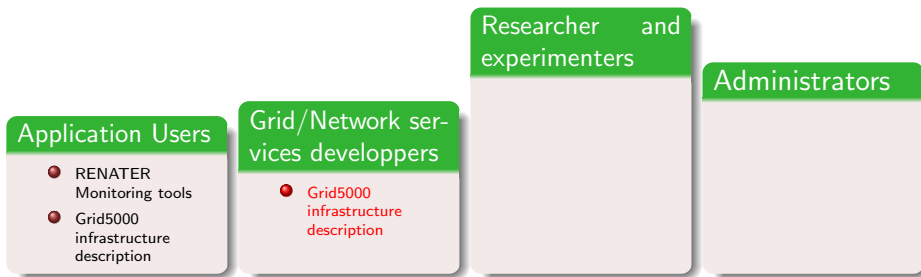 Application Users
RENATER
Monitoring tools
Grid5000
infrastructure
description
Grid/Network ser-
vices developpers
Grid5000
infrastructure
description
Researcher and
experimenters
Administrators